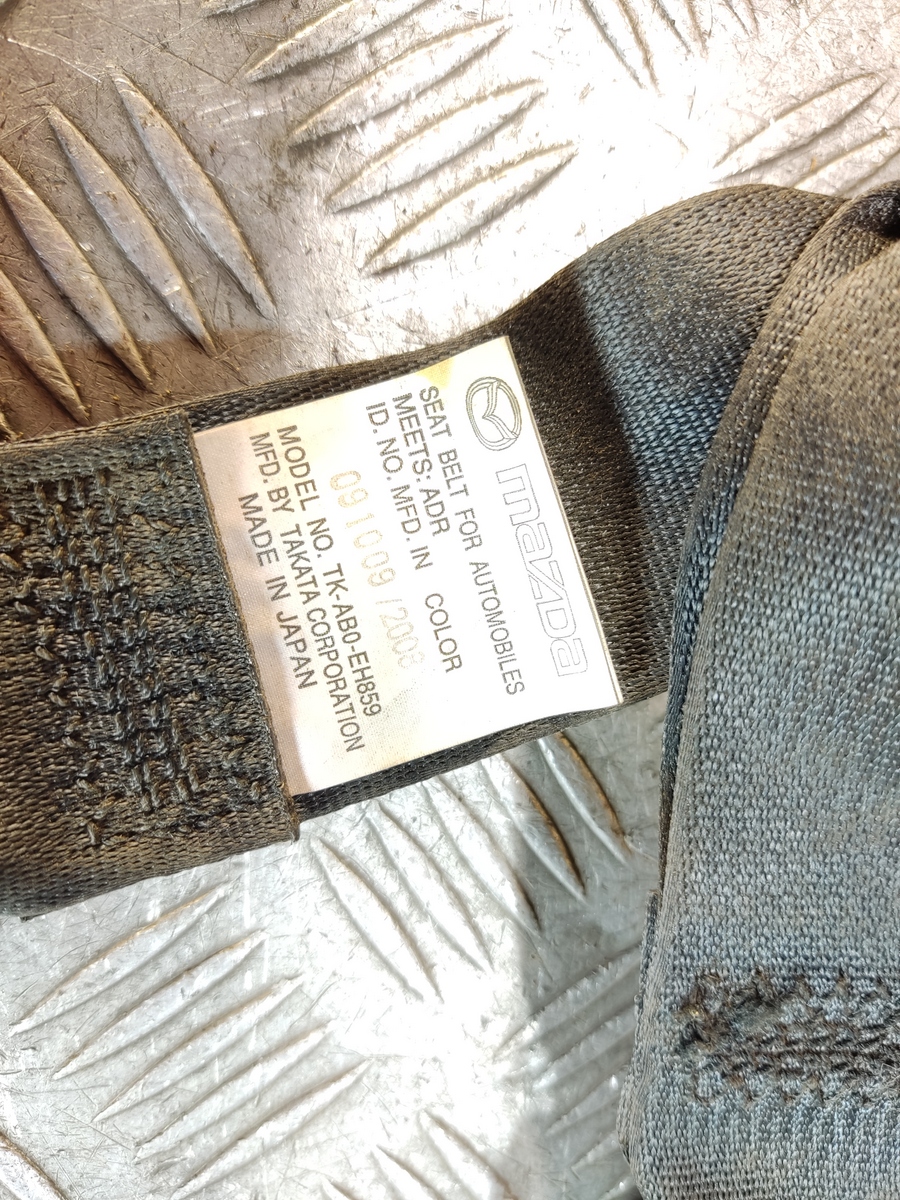 mazda
SEAT BELT FOR AUTOMOBILES
MEETS: ADR
ID. NO. MFD. IN COLOR
091009 /2008
MODEL NO. TK-AB0-EH859
MFD. BY TAKATA CORPORATION
MADE IN JAPAN